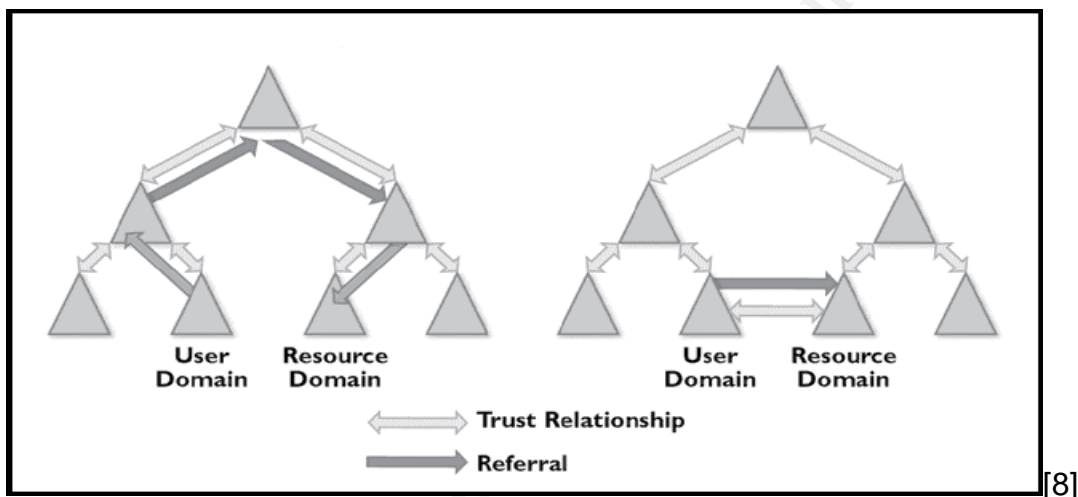 User
Domain
Resource
Domain
User
Domain
Resource
Domain
Trust Relationship
Referral
[8]